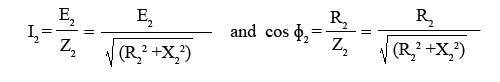 I₂ = E₂/Z₂ = E₂/√(R₂² + X₂²) and cos ϕ₂ = R₂/Z₂ = R₂/√(R₂² + X₂²)